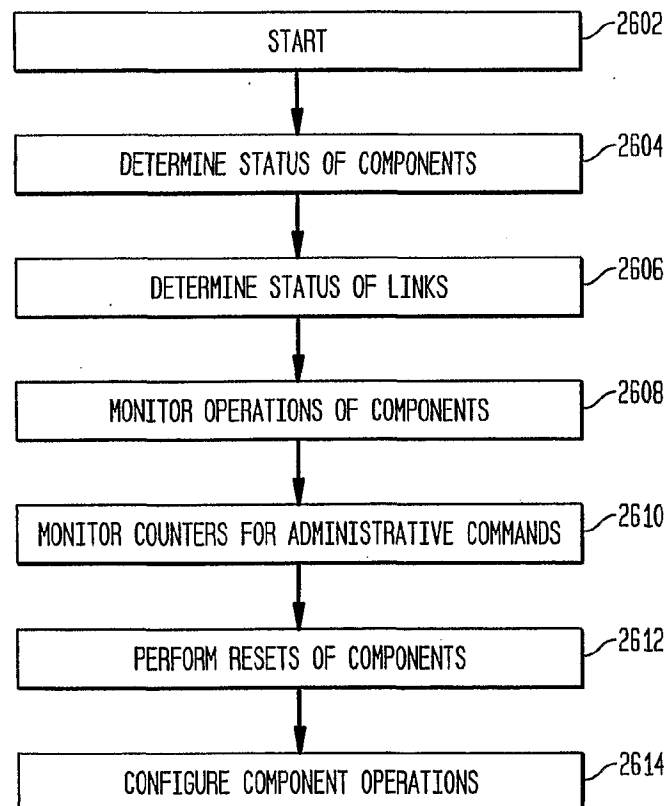 START
2602
DETERMINE STATUS OF COMPONENTS
2604
DETERMINE STATUS OF LINKS
2606
MONITOR OPERATIONS OF COMPONENTS
2608
MONITOR COUNTERS FOR ADMINISTRATIVE COMMANDS
2610
PERFORM RESETS OF COMPONENTS
2612
CONFIGURE COMPONENT OPERATIONS
2614